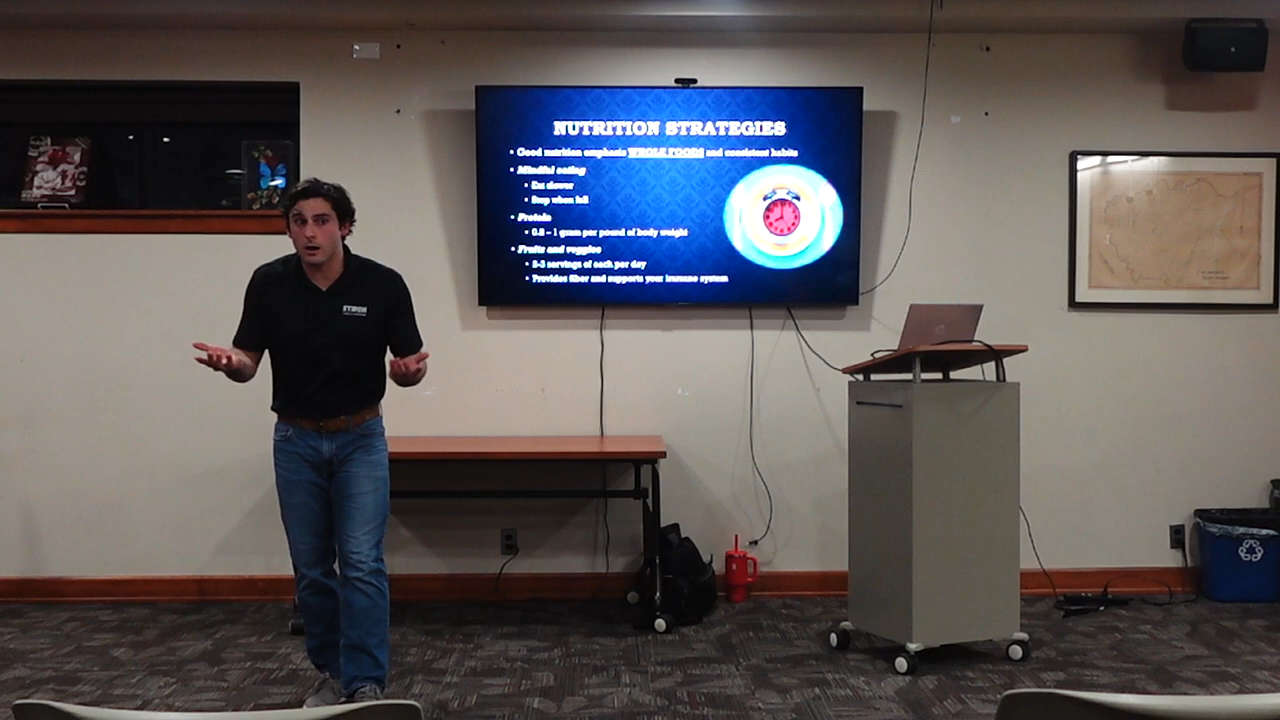 NUTRITION STRATEGIES
• Good nutrition emphasis WHOLE FOODS and consistent habits
• Mindful eating
• Eat slower
• Stop when full
• Protein
• 0.8 – 1 gram per pound of body weight
• Fruits and veggies
• 2-3 servings of each per day
• Provides fiber and supports your immune system